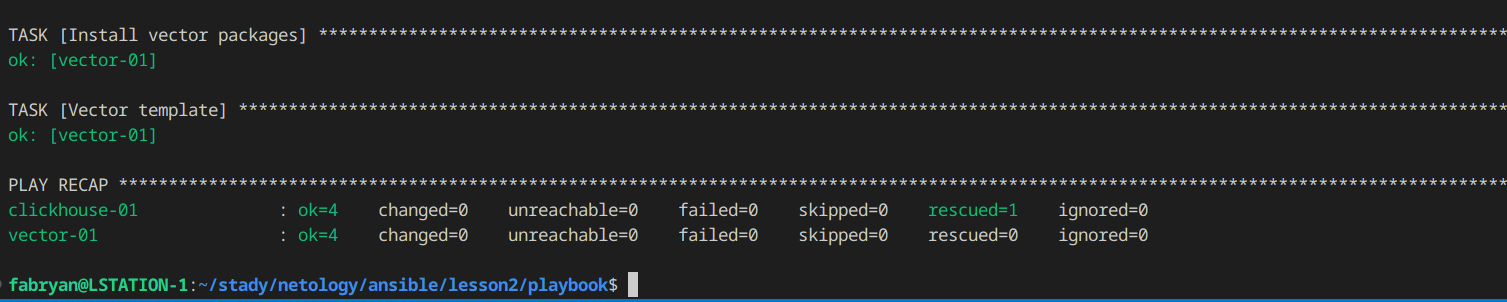 TASK [Install vector packages] ************************************************************************************************************************
ok: [vector-01]
TASK [Vector template] ********************************************************************************************************************************
ok: [vector-01]
PLAY RECAP ********************************************************************************************************************************************
clickhouse-01 : ok=4 changed=0 unreachable=0 failed=0 skipped=0 rescued=1 ignored=0
vector-01 : ok=4 changed=0 unreachable=0 failed=0 skipped=0 rescued=0 ignored=0
fabryan@LSTATION-1:~/stady/netology/ansible/lesson2/playbook$